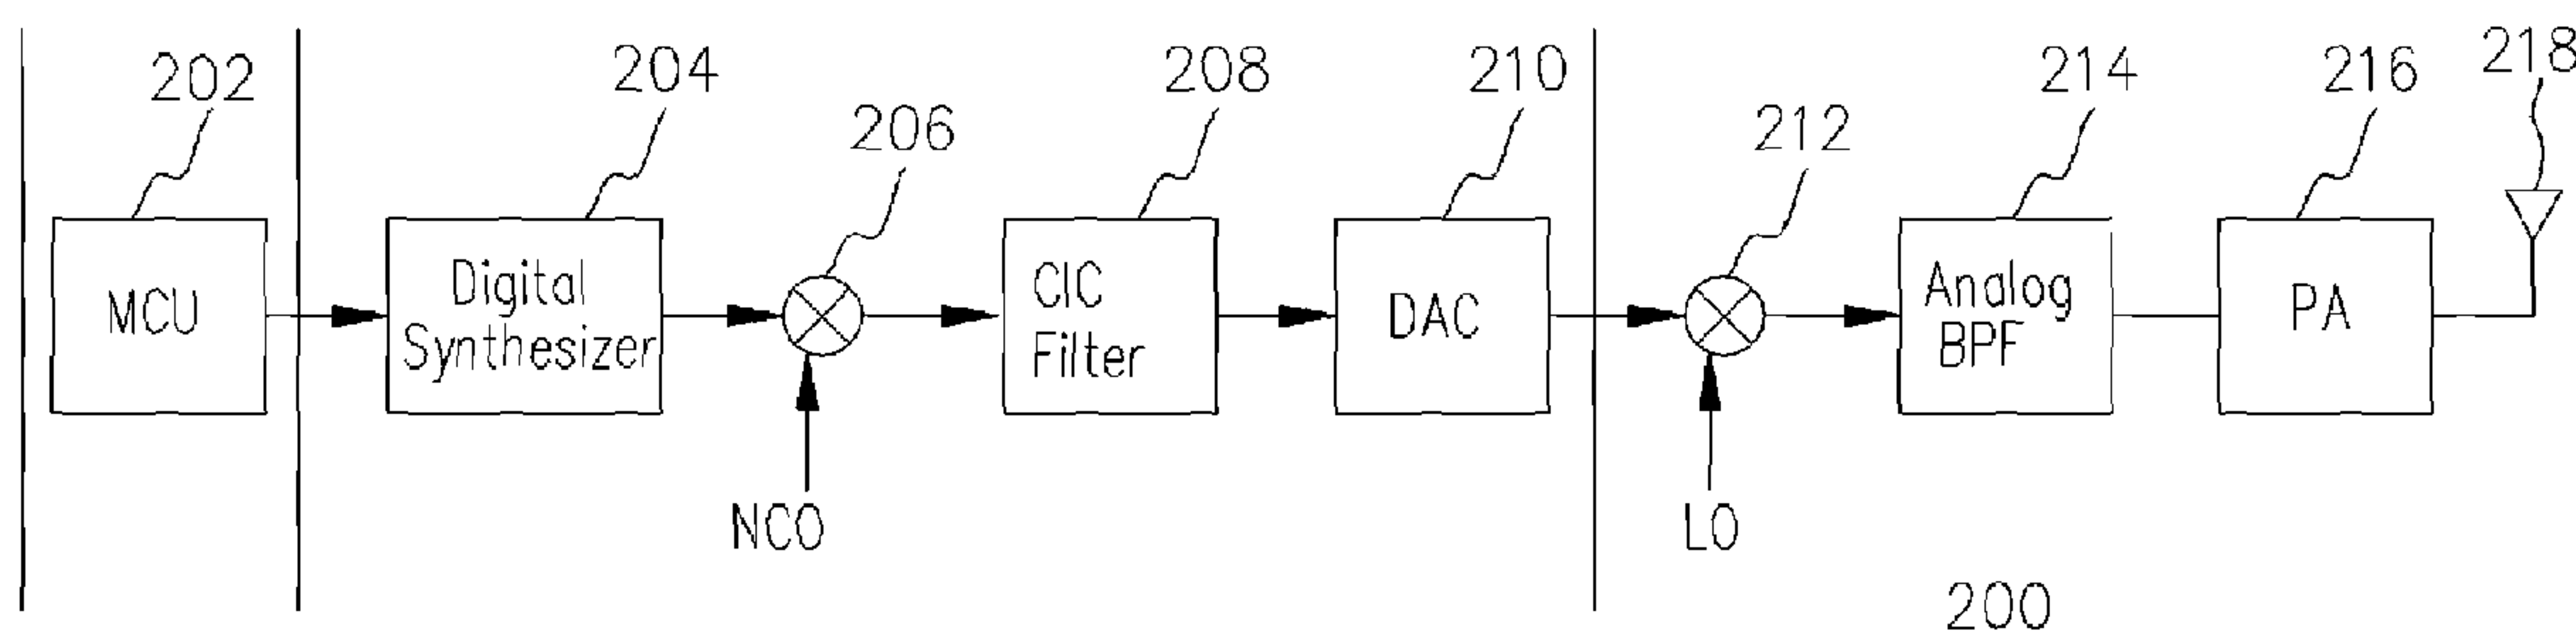 202
204
206
208
210
212
214
216
218
MCU
Digital
Synthesizer
CIC
Filter
DAC
Analog
BPF
PA
NCO
LO
200